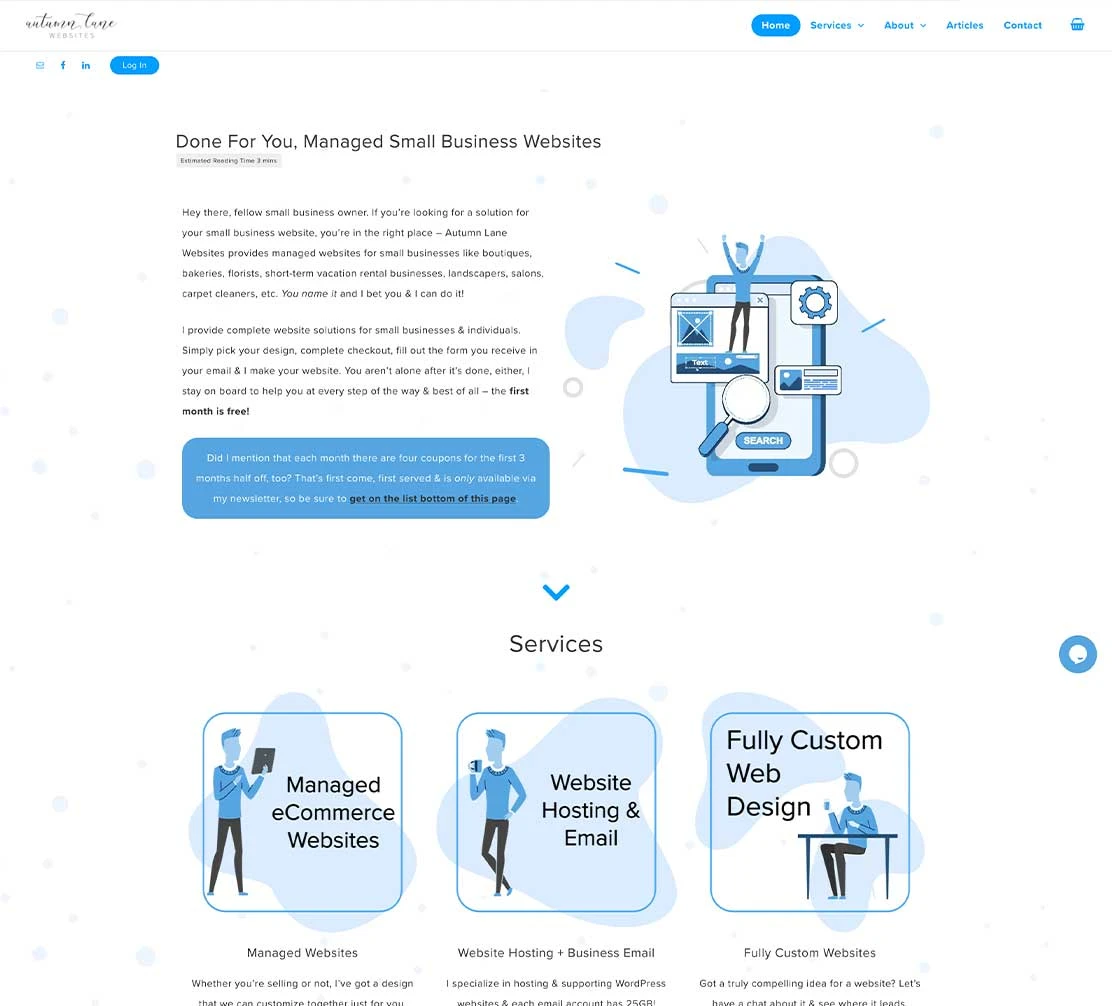 autumn lane
WEBSITES
Home
Services
About
Articles
Contact
Log In
Done For You, Managed Small Business Websites
Estimated Reading Time 3 mins
Hey there, fellow small business owner. If you're looking for a solution for
your small business website, you're in the right place – Autumn Lane
Websites provides managed websites for small businesses like boutiques,
bakeries, florists, short-term vacation rental businesses, landscapers, salons,
carpet cleaners, etc. You name it and I bet you & I can do it!
I provide complete website solutions for small businesses & individuals.
Simply pick your design, complete checkout, fill out the form you receive in
your email & I make your website. You aren't alone after it's done, either, I
stay on board to help you at every step of the way & best of all – the first
month is free!
Did I mention that each month there are four coupons for the first 3
months half off, too? That's first come, first served & is only available via
my newsletter, so be sure to get on the list bottom of this page
Text
SEARCH
Services
Managed
eCommerce
Websites
Website
Hosting &
Email
Fully Custom
Web
Design
Managed Websites
Website Hosting + Business Email
Fully Custom Websites
Whether you're selling or not, I've got a design
that we can customize together just for you
I specialize in hosting & supporting WordPress
websites & each email account has 25GB!
Got a truly compelling idea for a website? Let's
have a chat about it & see where it leads.